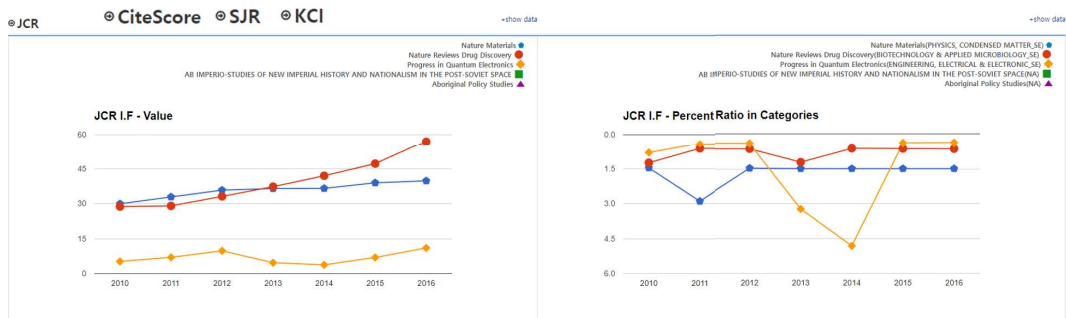 JCR CiteScore SJR KCI
+show data
Nature Materials
Nature Reviews Drug Discovery
Progress in Quantum Electronics
AB IMPERIO-STUDIES OF NEW IMPERIAL HISTORY AND NATIONALISM IN THE POST-SOVIET SPACE
Aboriginal Policy Studies
JCR I.F - Value
60
45
30
15
0
2010 2011 2012 2013 2014 2015 2016
+show data
Nature Materials(PHYSICS, CONDENSED MATTER_SE)
Nature Reviews Drug Discovery(BIOTECHNOLOGY & APPLIED MICROBIOLOGY_SE)
Progress in Quantum Electronics(ENGINEERING, ELECTRICAL & ELECTRONIC_SE)
AB IMPERIO-STUDIES OF NEW IMPERIAL HISTORY AND NATIONALISM IN THE POST-SOVIET SPACE(NA)
Aboriginal Policy Studies(NA)
JCR I.F - Percent Ratio in Categories
0.0
1.5
3.0
4.5
6.0
2010 2011 2012 2013 2014 2015 2016